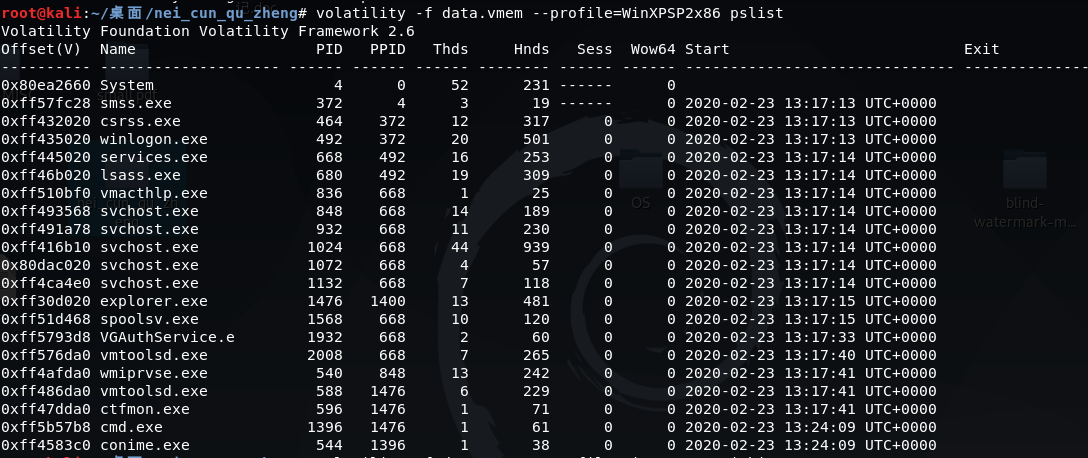 root@kali:~/桌面/nei_cun_qu_zheng# volatility -f data.vmem --profile=WinXPSP2x86 pslist
Volatility Foundation Volatility Framework 2.6
Offset(V)  Name                    PID   PPID   Thds     Hnds   Sess  Wow64 Start                          Exit
---------- -------------------- ------ ------ ------ -------- ------ ------ ------------------------------ --------------
0x80ea2660 System                    4      0     52      231 ------      0
0xff57fc28 smss.exe                372      4      3       19 ------      0 2020-02-23 13:17:13 UTC+0000
0xff432020 csrss.exe               464    372     12      317      0      0 2020-02-23 13:17:13 UTC+0000
0xff435020 winlogon.exe            492    372     20      501      0      0 2020-02-23 13:17:13 UTC+0000
0xff445020 services.exe            668    492     16      253      0      0 2020-02-23 13:17:14 UTC+0000
0xff46b020 lsass.exe               680    492     19      309      0      0 2020-02-23 13:17:14 UTC+0000
0xff510bf0 vmacthlp.exe            836    668      1       25      0      0 2020-02-23 13:17:14 UTC+0000
0xff493568 svchost.exe             848    668     14      189      0      0 2020-02-23 13:17:14 UTC+0000
0xff491a78 svchost.exe             932    668     11      230      0      0 2020-02-23 13:17:14 UTC+0000
0xff416b10 svchost.exe            1024    668     44      939      0      0 2020-02-23 13:17:14 UTC+0000
0x80dac020 svchost.exe            1072    668      4       57      0      0 2020-02-23 13:17:14 UTC+0000
0xff4ca4e0 svchost.exe            1132    668      7      118      0      0 2020-02-23 13:17:14 UTC+0000
0xff30d020 explorer.exe           1476   1400     13      481      0      0 2020-02-23 13:17:15 UTC+0000
0xff51d468 spoolsv.exe            1568    668     10      120      0      0 2020-02-23 13:17:15 UTC+0000
0xff5793d8 VGAuthService.e        1932    668      2       60      0      0 2020-02-23 13:17:33 UTC+0000
0xff576da0 vmtoolsd.exe           2008    668      7      265      0      0 2020-02-23 13:17:40 UTC+0000
0xff4afda0 wmiprvse.exe            540    848     13      242      0      0 2020-02-23 13:17:41 UTC+0000
0xff486da0 vmtoolsd.exe            588   1476      6      229      0      0 2020-02-23 13:17:41 UTC+0000
0xff47dda0 ctfmon.exe              596   1476      1       71      0      0 2020-02-23 13:17:41 UTC+0000
0xff5b57b8 cmd.exe                1396   1476      1       61      0      0 2020-02-23 13:24:09 UTC+0000
0xff4583c0 conime.exe              544   1396      1       38      0      0 2020-02-23 13:24:09 UTC+0000
OS
blind-
watermark-m...